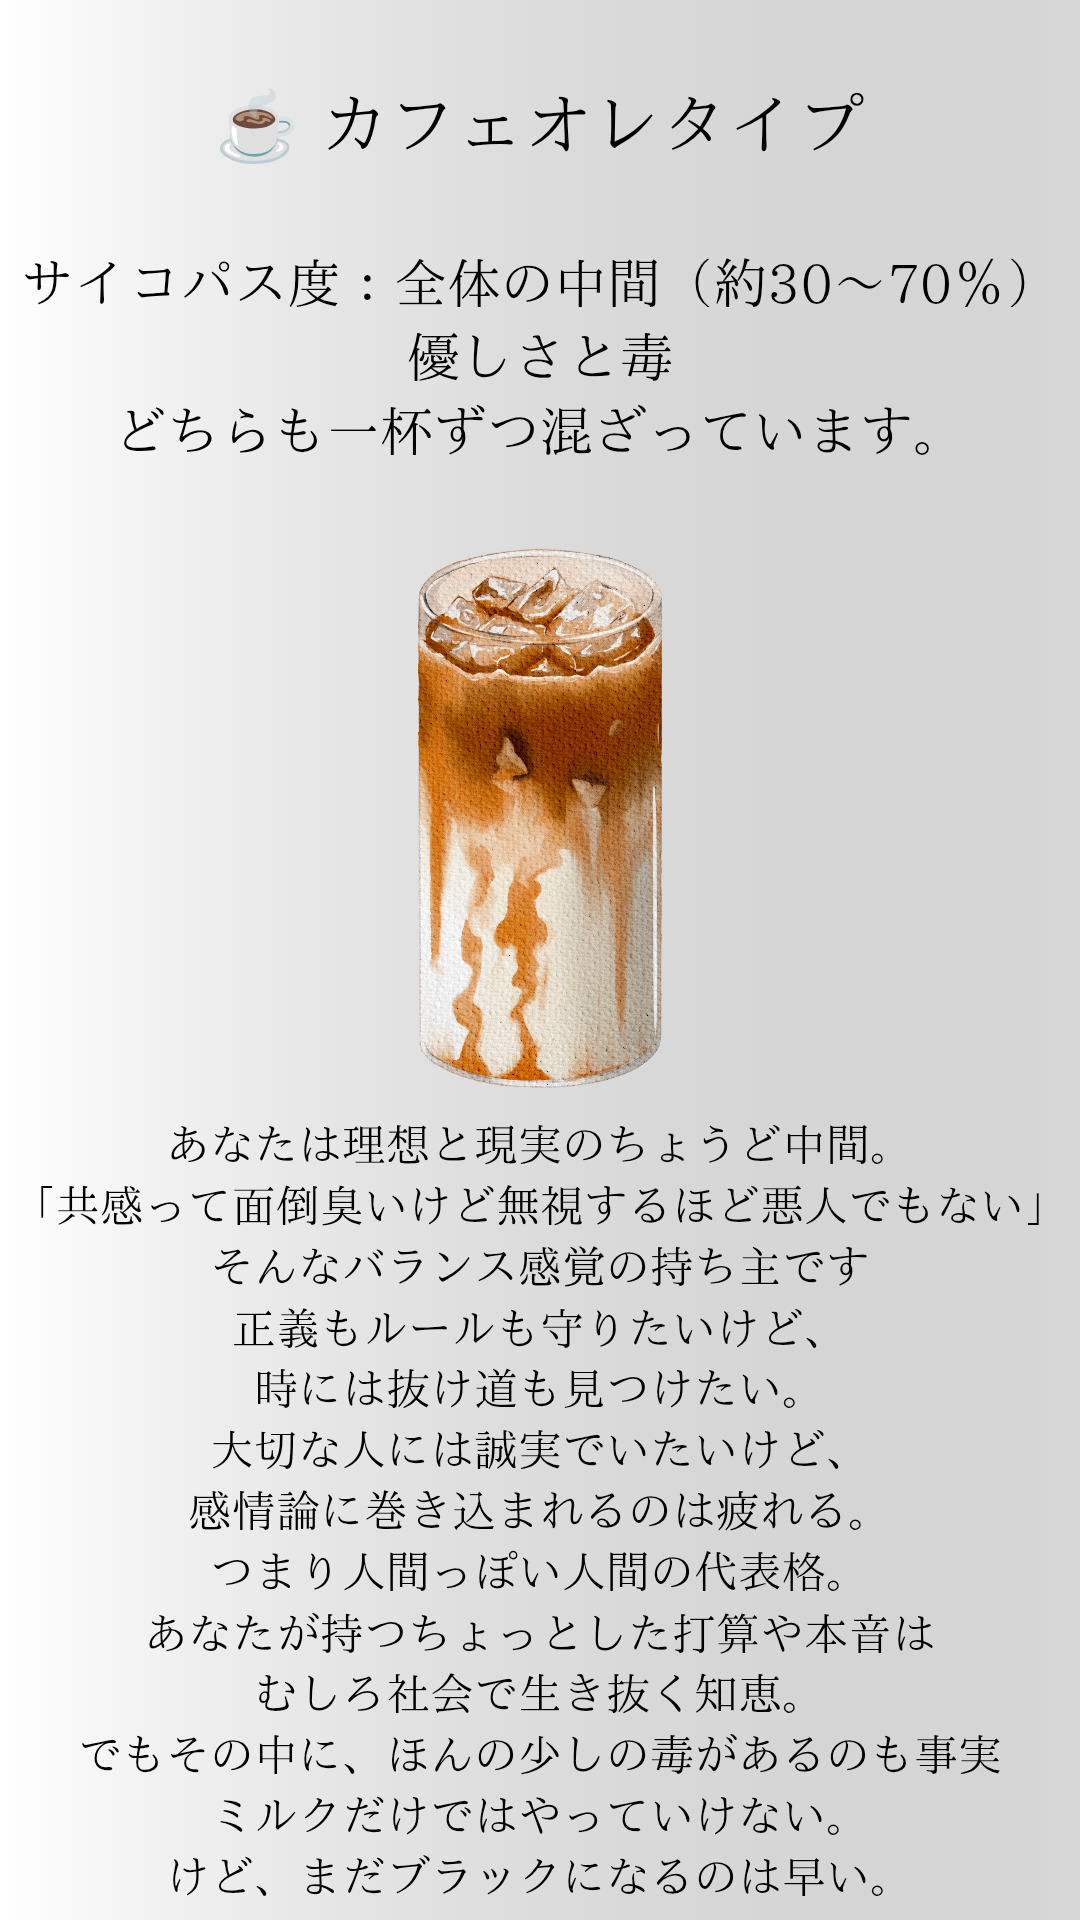 ☕ カフェオレタイプ
サイコパス度：全体の中間（約30〜70％）
優しさと毒
どちらも一杯ずつ混ざっています。
あなたは理想と現実のちょうど中間。
「共感って面倒臭いけど無視するほど悪人でもない」
そんなバランス感覚の持ち主です
正義もルールも守りたいけど、
時には抜け道も見つけたい。
大切な人には誠実でいたいけど、
感情論に巻き込まれるのは疲れる。
つまり人間っぽい人間の代表格。
あなたが持つちょっとした打算や本音は
むしろ社会で生き抜く知恵。
でもその中に、ほんの少しの毒があるのも事実
ミルクだけではやっていけない。
けど、まだブラックになるのは早い。